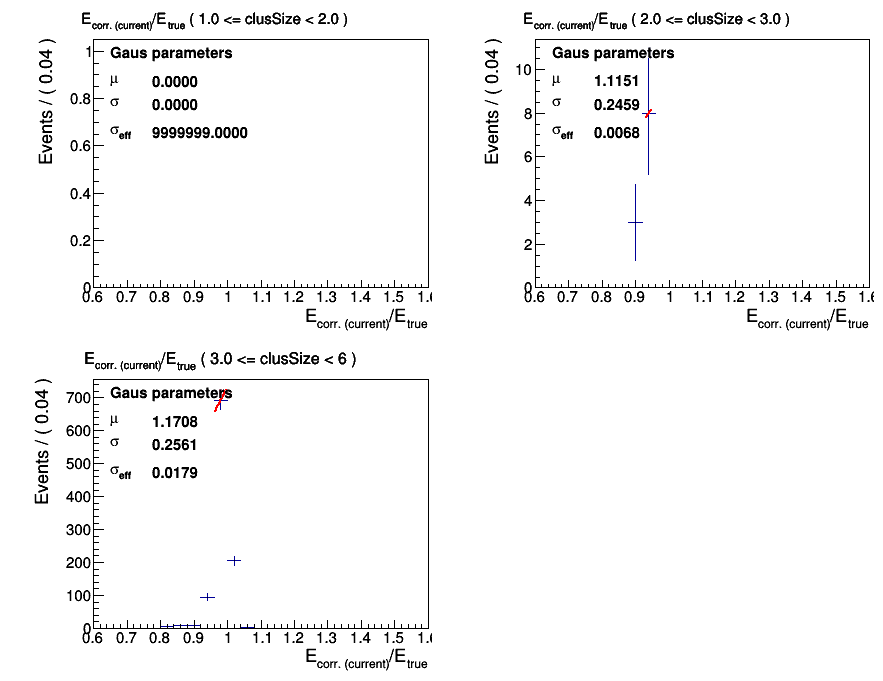 E_corr. (current)/E_true ( 1.0 <= clusSize < 2.0 )
Gaus parameters
μ 0.0000
σ 0.0000
σ_eff 9999999.0000
Events / ( 0.04 )
1
0.8
0.6
0.4
0.2
0
0.6 0.7 0.8 0.9 1 1.1 1.2 1.3 1.4 1.5 1.6
E_corr. (current)/E_true
E_corr. (current)/E_true ( 2.0 <= clusSize < 3.0 )
Gaus parameters
μ 1.1151
σ 0.2459
σ_eff 0.0068
Events / ( 0.04 )
10
8
6
4
2
0
0.6 0.7 0.8 0.9 1 1.1 1.2 1.3 1.4 1.5 1.6
E_corr. (current)/E_true
E_corr. (current)/E_true ( 3.0 <= clusSize < 6 )
Gaus parameters
μ 1.1708
σ 0.2561
σ_eff 0.0179
Events / ( 0.04 )
700
600
500
400
300
200
100
0
0.6 0.7 0.8 0.9 1 1.1 1.2 1.3 1.4 1.5 1.6
E_corr. (current)/E_true